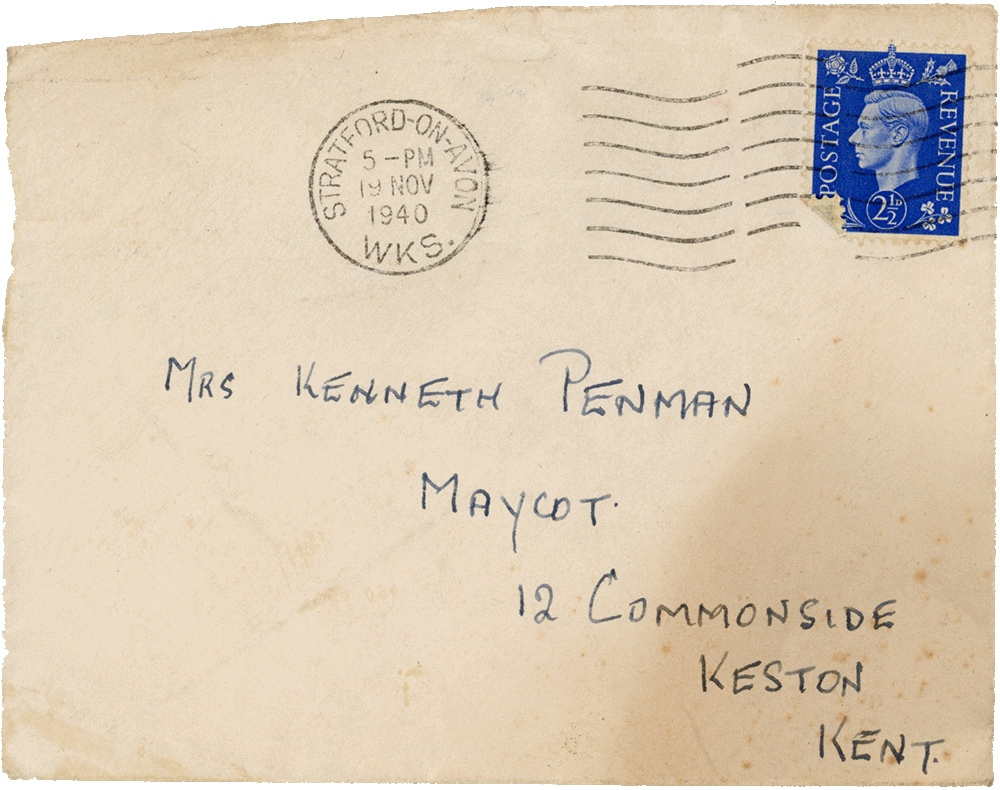 STRATFORD-ON-AVON
5 - PM
19 NOV
1940
WKS.
POSTAGE
REVENUE
2½D
MRS KENNETH PENMAN
MAYCOT.
12 COMMONSIDE
KESTON
KENT.